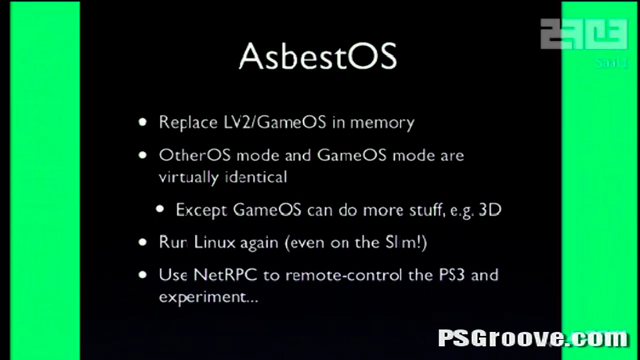 AsbestOS
• Replace LV2/GameOS in memory
• OtherOS mode and GameOS mode are
virtually identical
• Except GameOS can do more stuff, e.g. 3D
• Run Linux again (even on the Slim!)
• Use NetRPC to remote-control the PS3 and
experiment...
Saal1
PSGroove.com